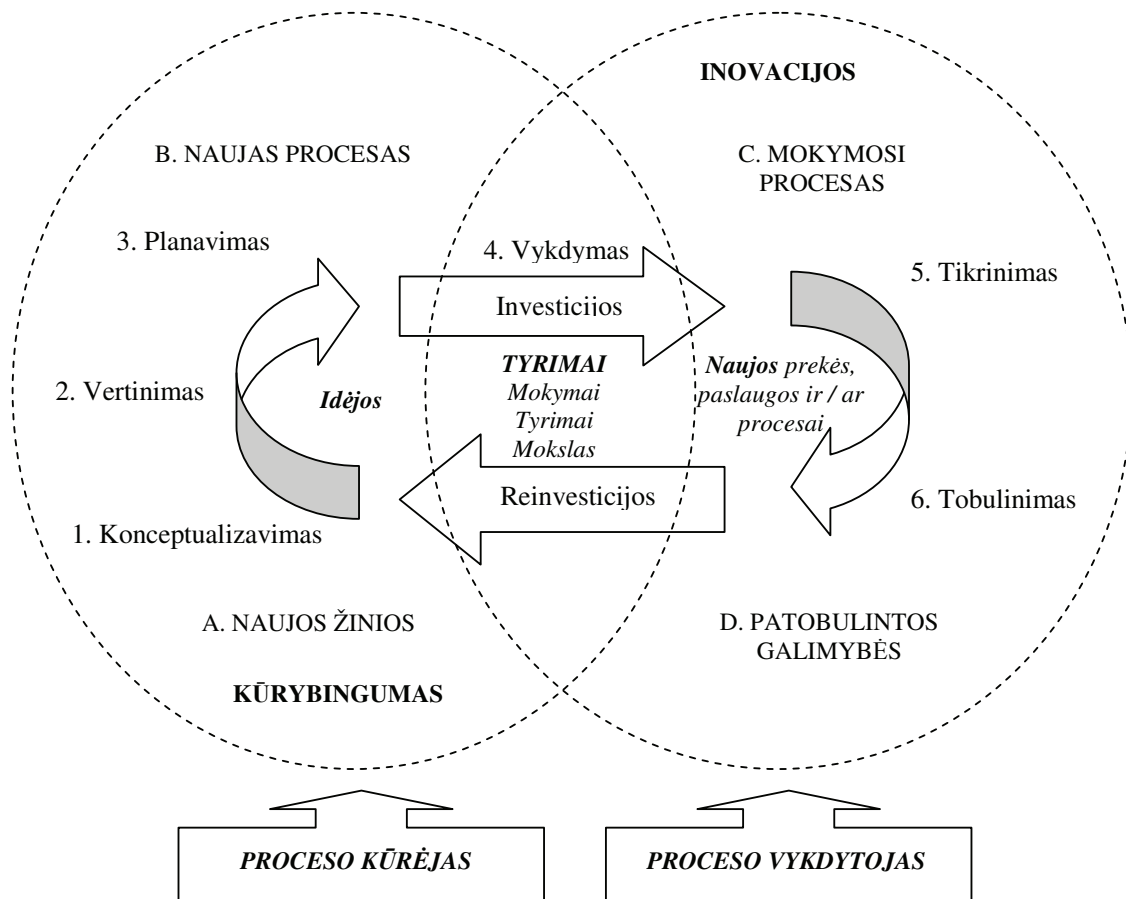 INOVACIJOS
B. NAUJAS PROCESAS
C. MOKYMOSI
PROCESAS
3. Planavimas
4. Vykdymas
5. Tikrinimas
Investicijos
2. Vertinimas
Idėjos
TYRIMAI
Mokymai
Tyrimai
Mokslas
Naujos prekės,
paslaugos ir / ar
procesai
Reinvesticijos
6. Tobulinimas
1. Konceptualizavimas
A. NAUJOS ŽINIOS
D. PATOBULINTOS
GALIMYBĖS
KŪRYBINGUMAS
PROCESO KŪRĖJAS
PROCESO VYKDYTOJAS